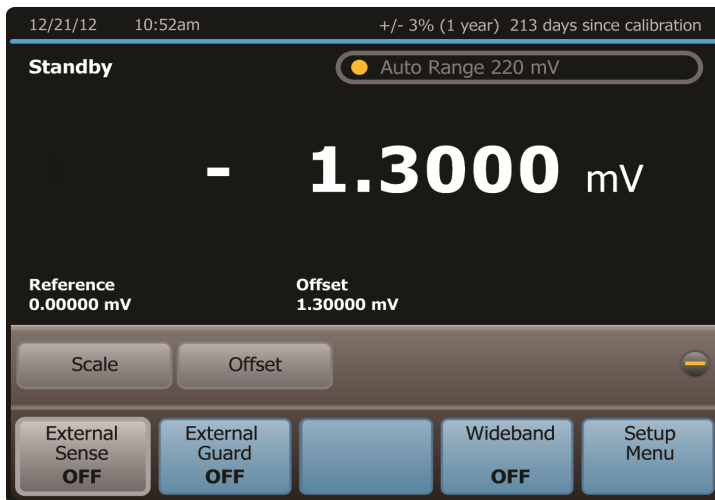 12/21/12 10:52am +/- 3% (1 year) 213 days since calibration
Standby Auto Range 220 mV
- 1.3000 mV
Reference Offset
0.00000 mV 1.30000 mV
Scale Offset
External Sense OFF
External Guard OFF
Wideband OFF
Setup Menu